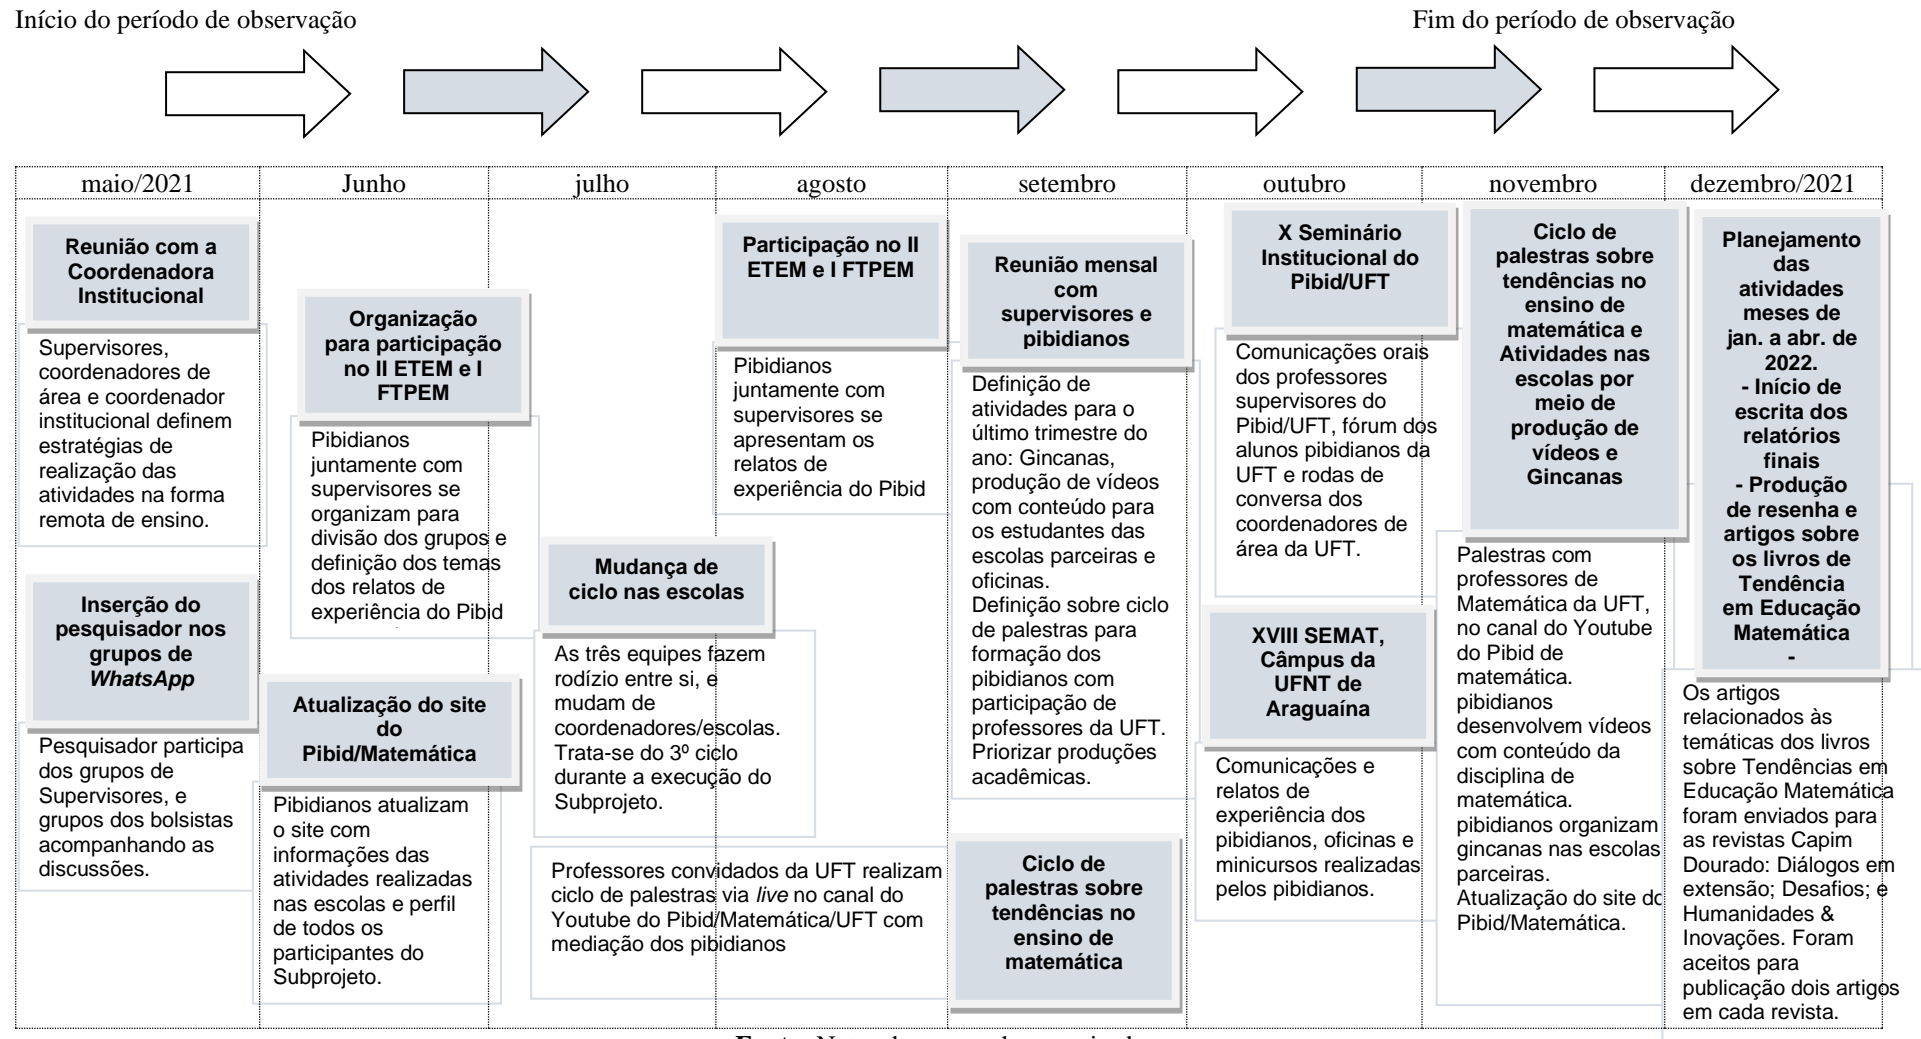 Início do período de observação
Fim do período de observação
maio/2021
Junho
julho
agosto
setembro
outubro
novembro
dezembro/2021
Reunião com a
Coordenadora
Institucional
Supervisores,
coordenadores de
área e coordenador
institucional definem
estratégias de
realização das
atividades na forma
remota de ensino.
Inserção do
pesquisador nos
grupos de
WhatsApp
Pesquisador participa
dos grupos de
Supervisores, e
grupos dos bolsistas
acompanhando as
discussões.
Organização
para participação
no II ETEM e I
FTPEM
Pibidianos
juntamente com
supervisores se
organizam para
divisão dos grupos e
definição dos temas
dos relatos de
experiência do Pibid
Atualização do site
do
Pibid/Matemática
Pibidianos atualizam
o site com
informações das
atividades realizadas
nas escolas e perfil
de todos os
participantes do
Subprojeto.
Mudança de
ciclo nas escolas
As três equipes fazem
rodízio entre si, e
mudam de
coordenadores/escolas.
Trata-se do 3º ciclo
durante a execução do
Subprojeto.
Professores convidados da UFT realizam
ciclo de palestras via live no canal do
Youtube do Pibid/Matemática/UFT com
mediação dos pibidianos
Participação no II
ETEM e I FTPEM
Pibidianos
juntamente com
supervisores se
apresentam os
relatos de
experiência do Pibid
Reunião mensal
com
supervisores e
pibidianos
Definição de
atividades para o
último trimestre do
ano: Gincanas,
produção de vídeos
com conteúdo para
os estudantes das
escolas parceiras e
oficinas.
Definição sobre ciclo
de palestras para
formação dos
pibidianos com
participação de
professores da UFT.
Priorizar produções
acadêmicas.
Ciclo de
palestras sobre
tendências no
ensino de
matemática
X Seminário
Institucional do
Pibid/UFT
Comunicações orais
dos professores
supervisores do
Pibid/UFT, fórum dos
alunos pibidianos da
UFT e rodas de
conversa dos
coordenadores de
área da UFT.
XVIII SEMAT,
Câmpus da
UFNT de
Araguaína
Comunicações e
relatos de
experiência dos
pibidianos, oficinas e
minicursos realizadas
pelos pibidianos.
Ciclo de
palestras sobre
tendências no
ensino de
matemática e
Atividades nas
escolas por
meio de
produção de
vídeos e
Gincanas
Palestras com
professores de
Matemática da UFT,
no canal do Youtube
do Pibid de
matemática.
pibidianos
desenvolvem vídeos
com conteúdo da
disciplina de
matemática.
pibidianos organizam
gincanas nas escolas
parceiras.
Atualização do site do
Pibid/Matemática.
Planejamento
das
atividades
meses de
jan. a abr. de
2022.
- Início de
escrita dos
relatórios
finais
- Produção
de resenha e
artigos sobre
os livros de
Tendência
em Educação
Matemática
-
Os artigos
relacionados às
temáticas dos livros
sobre Tendências em
Educação Matemática
foram enviados para
as revistas Capim
Dourado: Diálogos em
extensão; Desafios; e
Humanidades &
Inovações. Foram
aceitos para
publicação dois artigos
em cada revista.